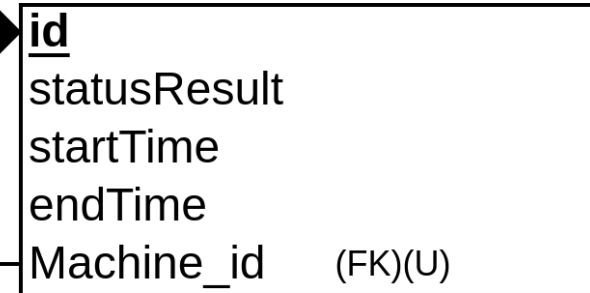 id
statusResult
startTime
endTime
Machine_id (FK)(U)